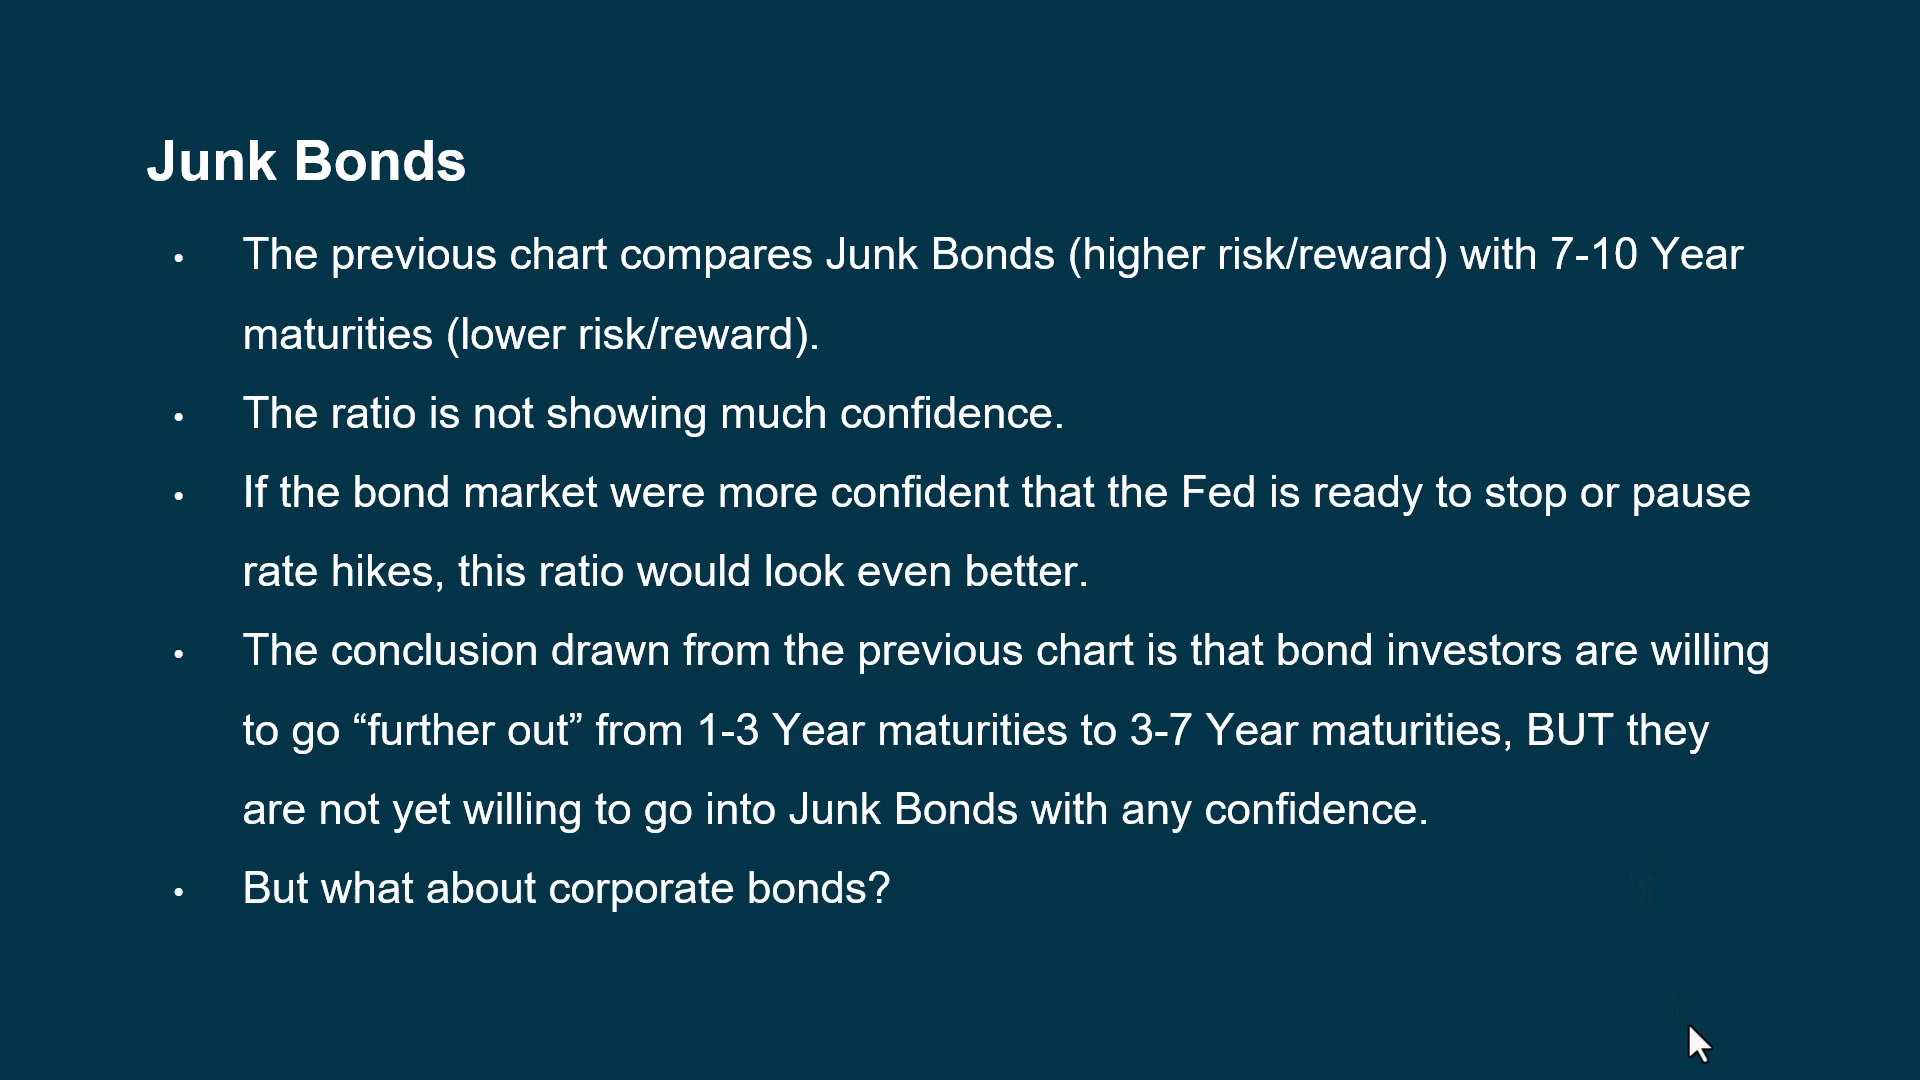 Junk Bonds
• The previous chart compares Junk Bonds (higher risk/reward) with 7-10 Year
maturities (lower risk/reward).
• The ratio is not showing much confidence.
• If the bond market were more confident that the Fed is ready to stop or pause
rate hikes, this ratio would look even better.
• The conclusion drawn from the previous chart is that bond investors are willing
to go “further out” from 1-3 Year maturities to 3-7 Year maturities, BUT they
are not yet willing to go into Junk Bonds with any confidence.
• But what about corporate bonds?